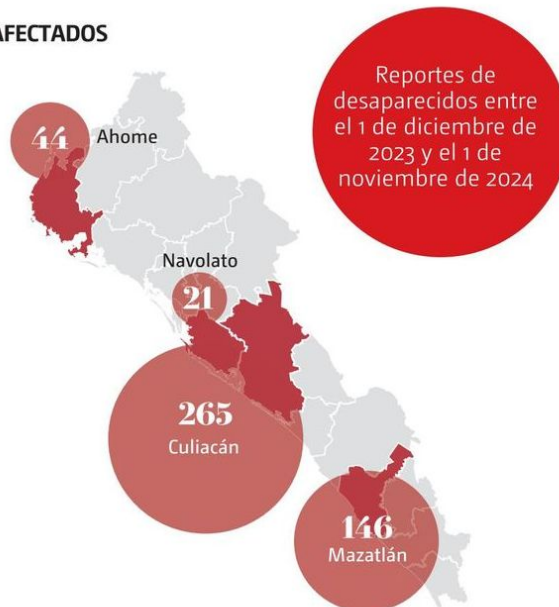 AFECTADOS
Reportes de
desaparecidos entre
el 1 de diciembre de
2023 y el 1 de
noviembre de 2024
44
Ahome
Navolato
21
265
Culiacán
146
Mazatlán